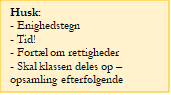 Husk:
- Enighedstegn
- Tid!
- Fortæl om rettigheder
- Skal klassen deles op –
opsamling efterfølgende